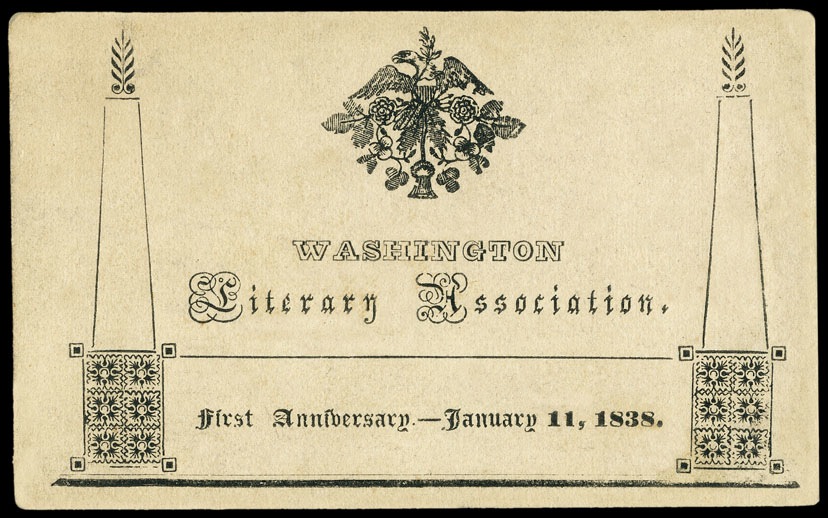 WASHINGTON
Literary Association.
First Anniversary.—January 11, 1838.